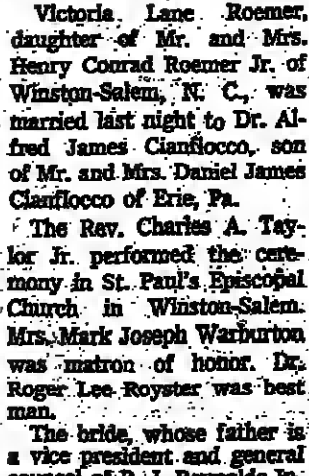 Victoria Lane Roemer,
daughter of Mr. and Mrs.
Henry Conrad Roemer Jr. of
Winston-Salem, N. C., was
married last night to Dr. Al-
fred James Cianflocco, son
of Mr. and Mrs. Daniel James
Cianflocco of Erie, Pa.
The Rev. Charles A. Tay-
lor Jr. performed the cere-
mony in St. Paul's Episcopal
Church in Winston-Salem.
Mrs. Mark Joseph Warburton
was matron of honor. Dr.
Roger Lee Royster was best
man.
The bride, whose father is
a vice president and general
counsel of R. J. Reynolds In-